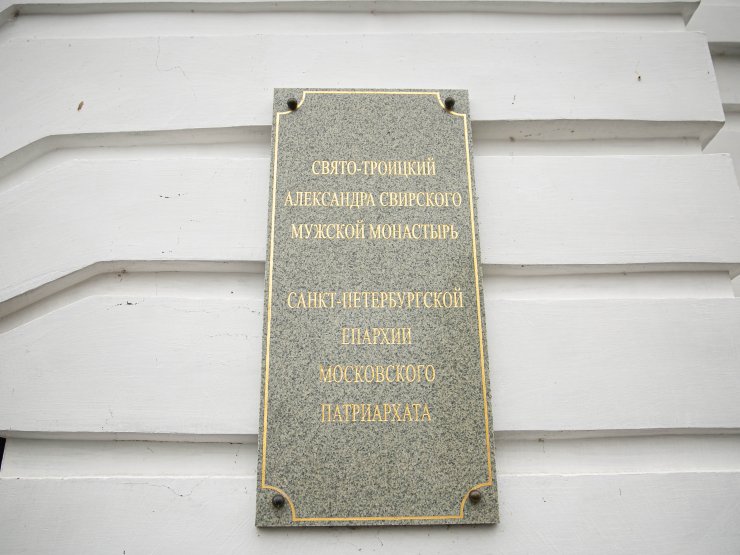 СВЯТО-ТРОИЦКИЙ
АЛЕКСАНДРА СВИРСКОГО
МУЖСКОЙ МОНАСТЫРЬ
САНКТ-ПЕТЕРБУРГСКОЙ
ЕПАРХИИ
МОСКОВСКОГО
ПАТРИАРХАТА